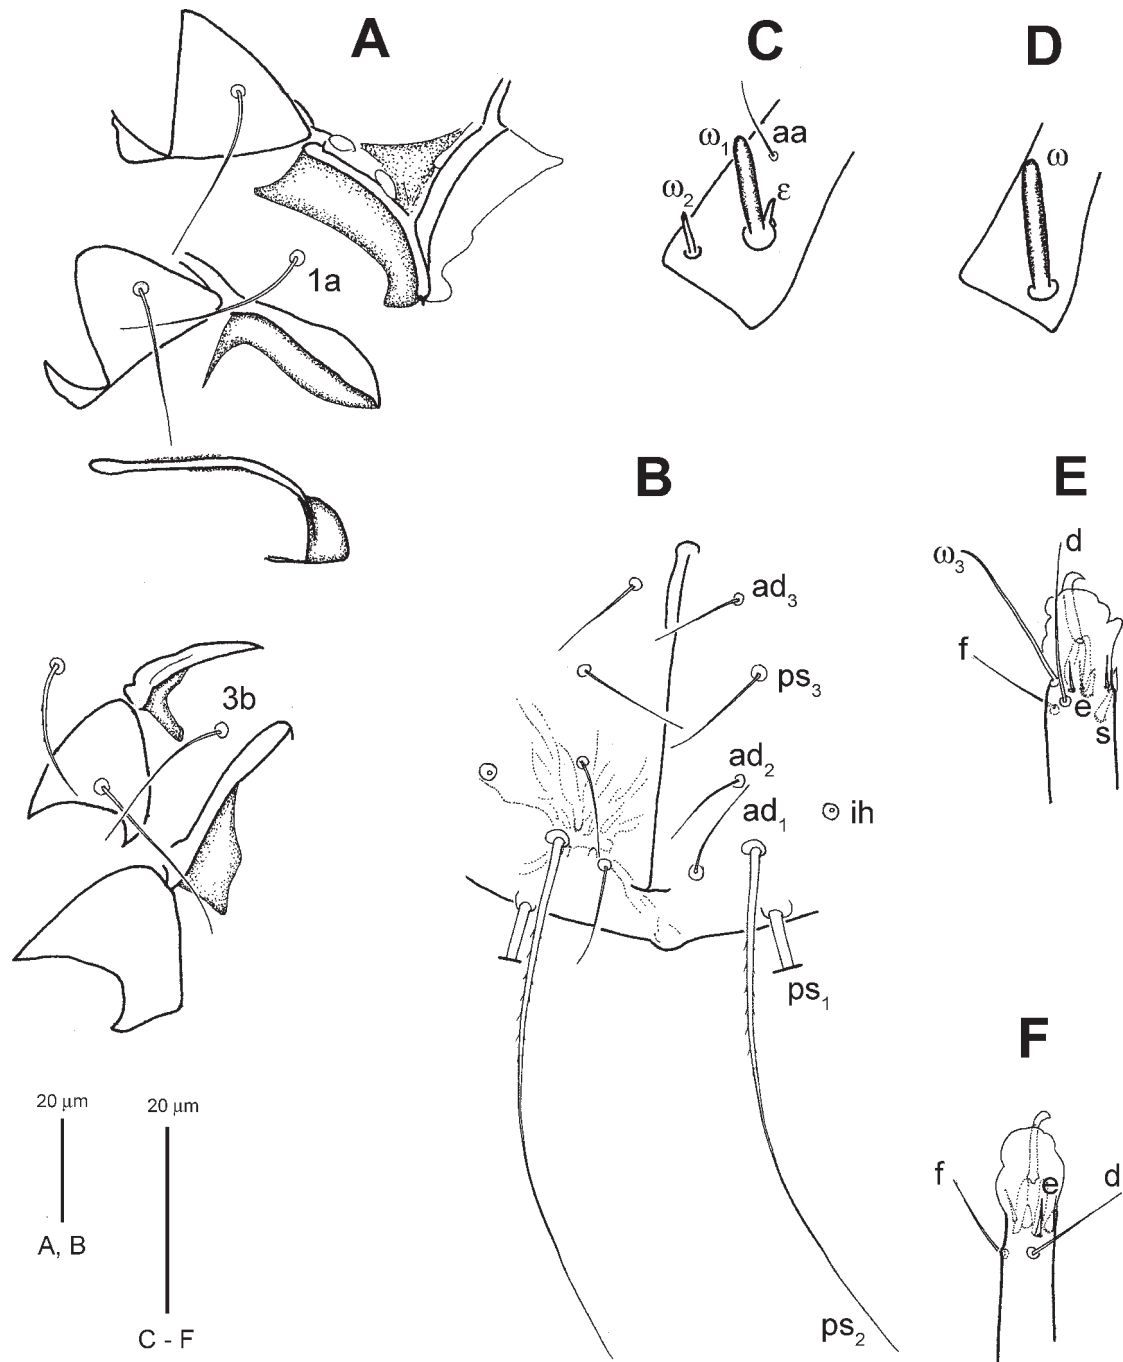 A
1a
3b
20 μm
A, B
20 μm
C - F
B
ad₃
ps₃
ad₂
ad₁
ih
ps₁
ps₂
C
aa
ω₁
ω₂
ε
D
ω
E
d
ω₃
f
e
s
F
f
e
d